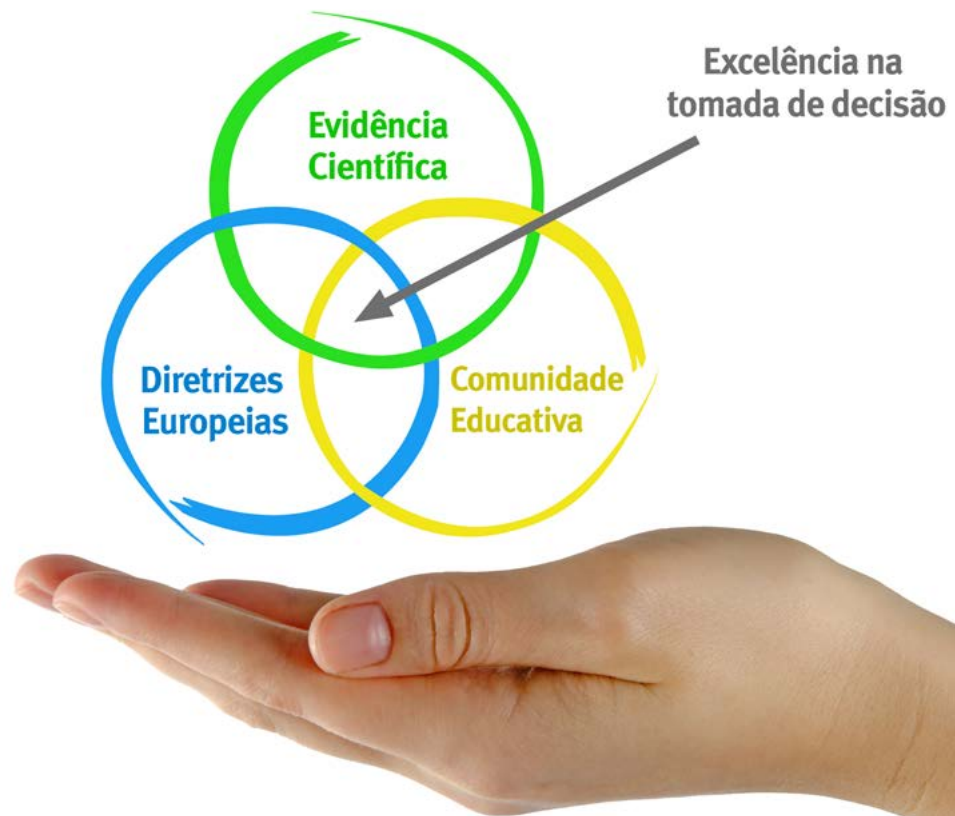 Excelência na
tomada de decisão
Evidência
Científica
Diretrizes
Europeias
Comunidade
Educativa